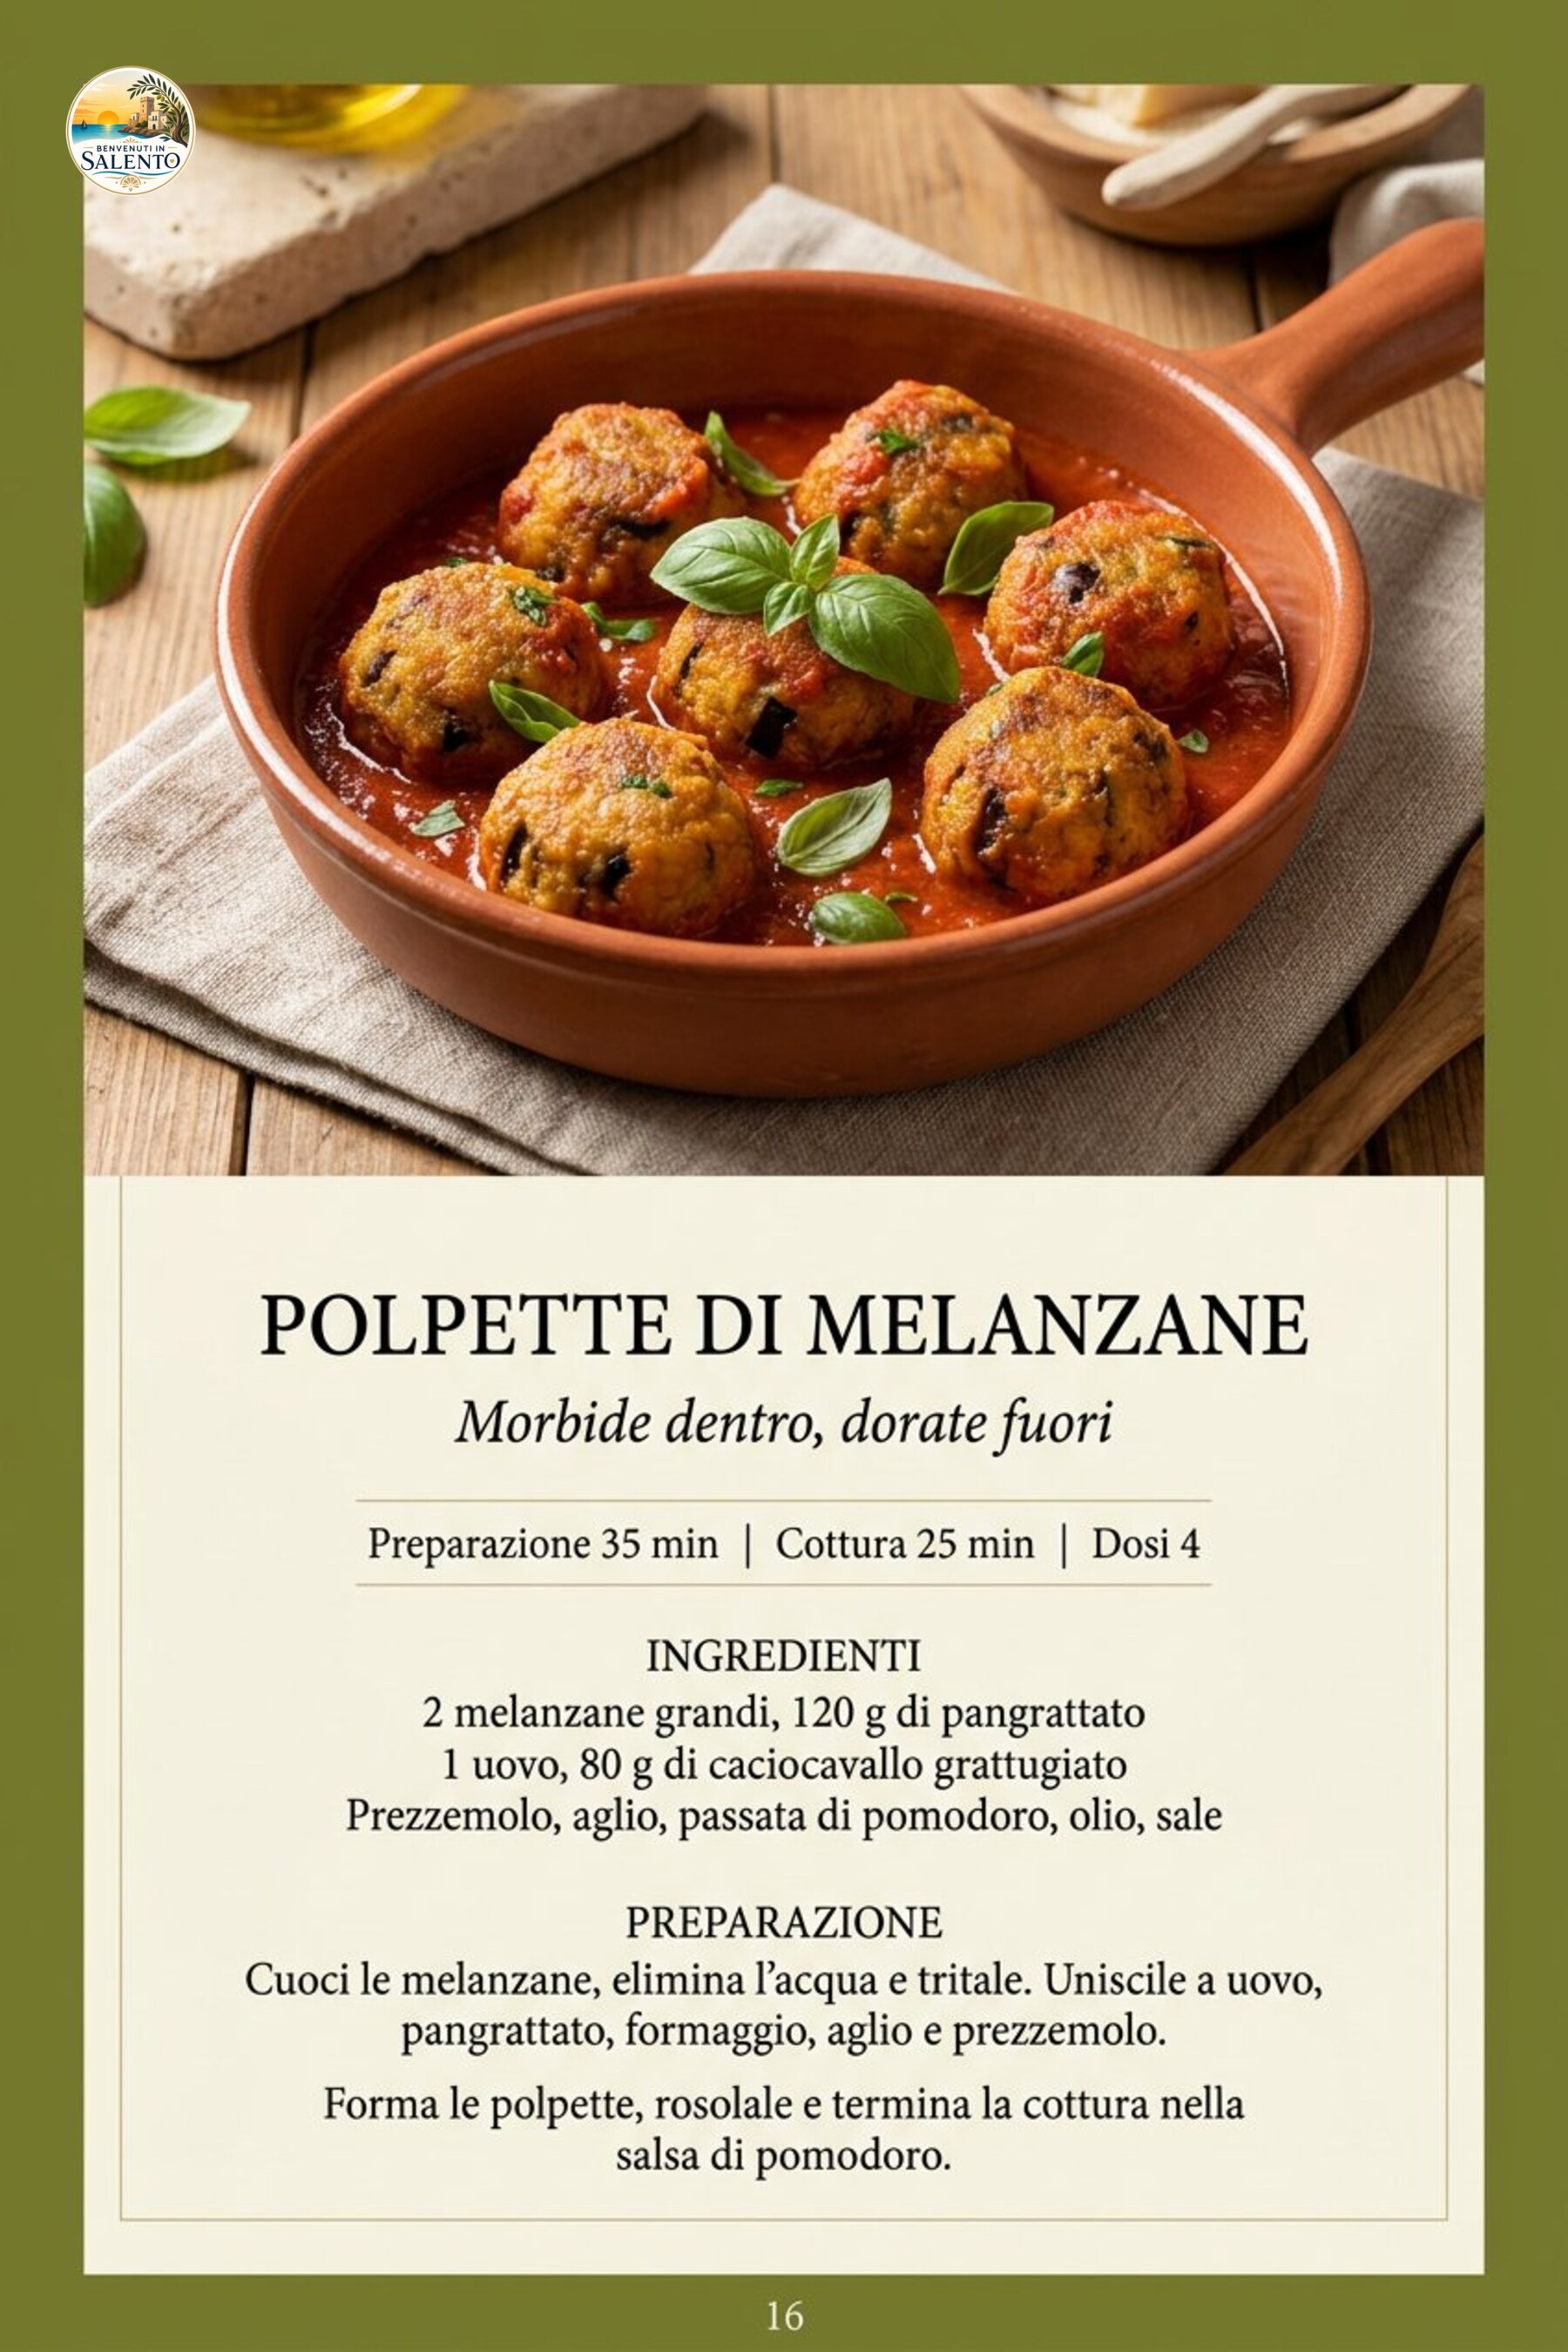 BENVENUTI IN
SALENTO
POLPETTE DI MELANZANE
Morbide dentro, dorate fuori
Preparazione 35 min | Cottura 25 min | Dosi 4
INGREDIENTI
2 melanzane grandi, 120 g di pangrattato
1 uovo, 80 g di caciocavallo grattugiato
Prezzemolo, aglio, passata di pomodoro, olio, sale
PREPARAZIONE
Cuoci le melanzane, elimina l’acqua e tritale. Uniscile a uovo,
pangrattato, formaggio, aglio e prezzemolo.
Forma le polpette, rosolale e termina la cottura nella
salsa di pomodoro.
16